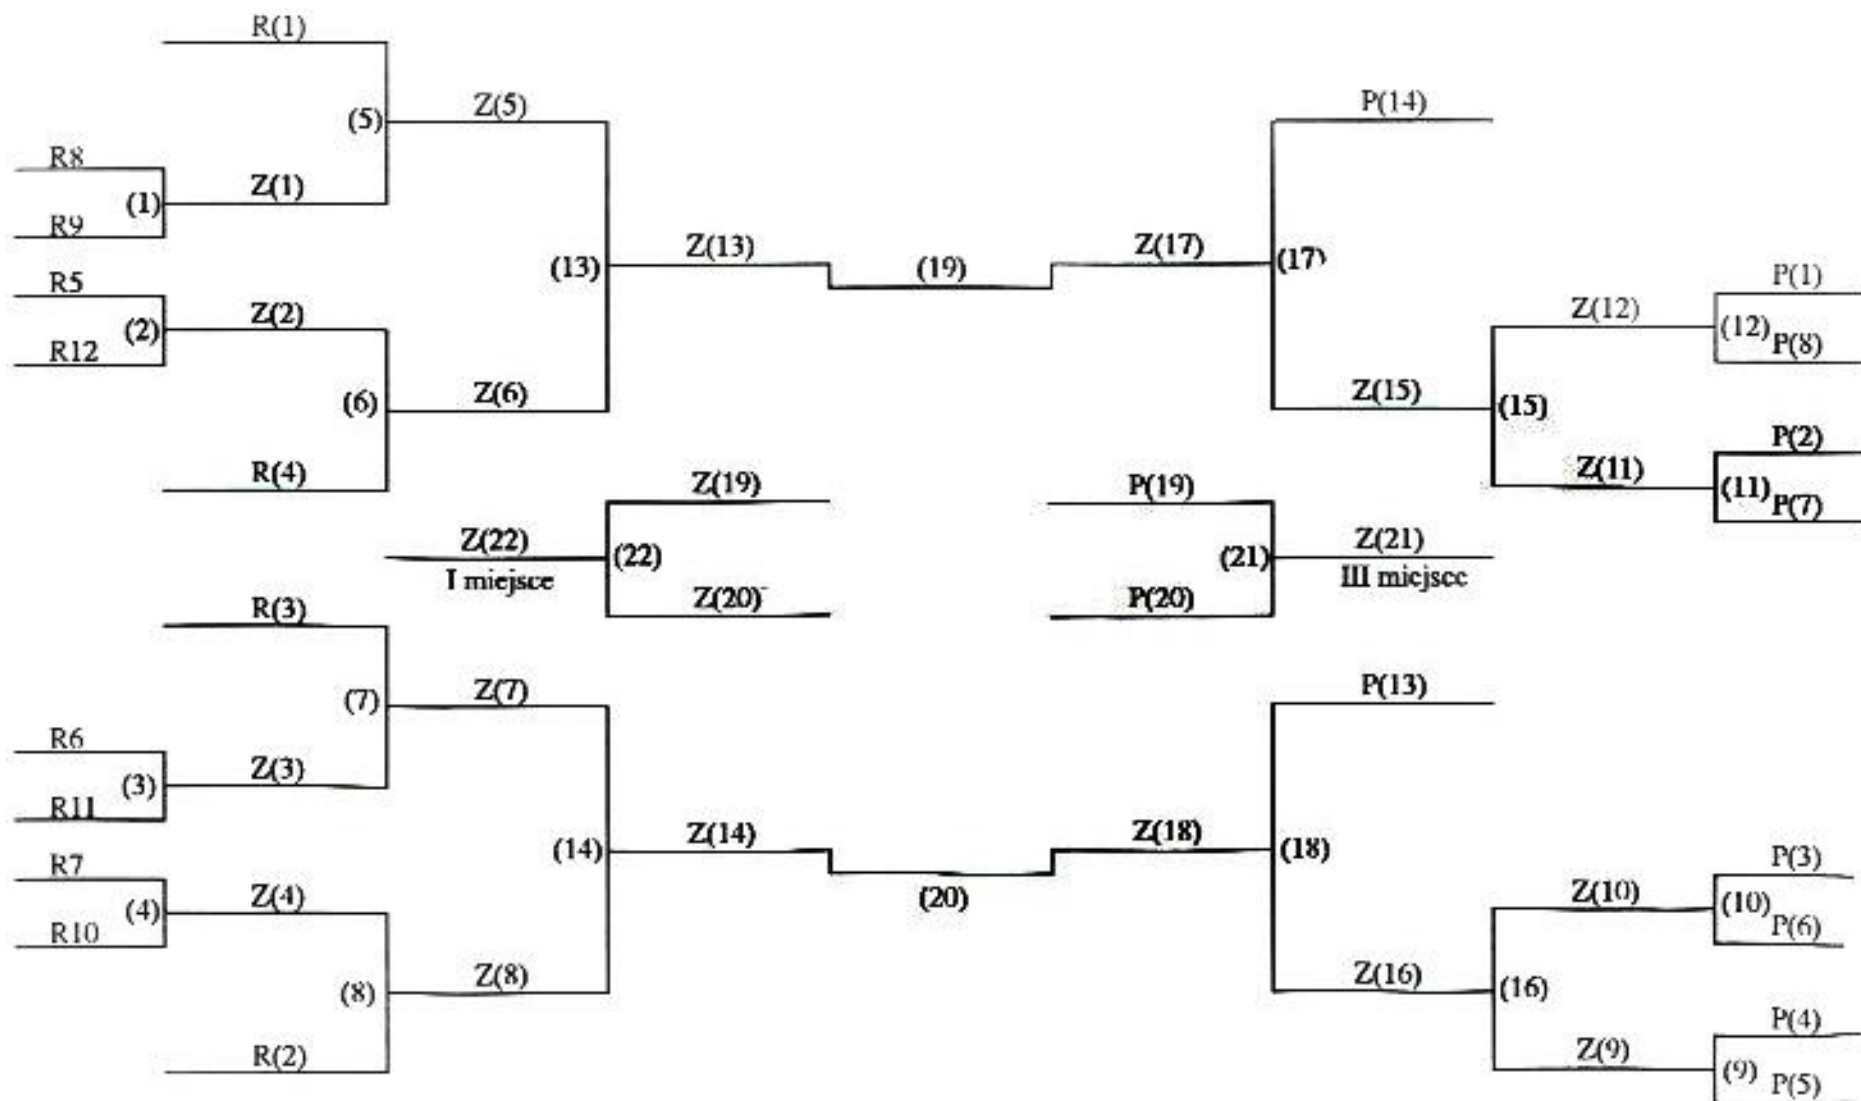 R(1)
Z(5)
P(14)
(5)
R8
Z(1)
(1)
R9
Z(13)
(19)
Z(17)
(13)
(17)
P(1)
R5
Z(2)
Z(12)
(2)
(12)
R12
P(8)
Z(6)
Z(15)
(6)
(15)
P(2)
R(4)
Z(19)
P(19)
Z(11)
(11)
P(7)
Z(22)
(22)
(21)
Z(21)
I miejsce
III miejsce
R(3)
Z(20)
P(20)
Z(7)
P(13)
(7)
R6
Z(3)
(3)
R11
Z(14)
Z(18)
(14)
(18)
R7
P(3)
Z(4)
(20)
Z(10)
(4)
(10)
R10
P(6)
Z(8)
Z(16)
(8)
(16)
P(4)
R(2)
Z(9)
(9)
P(5)